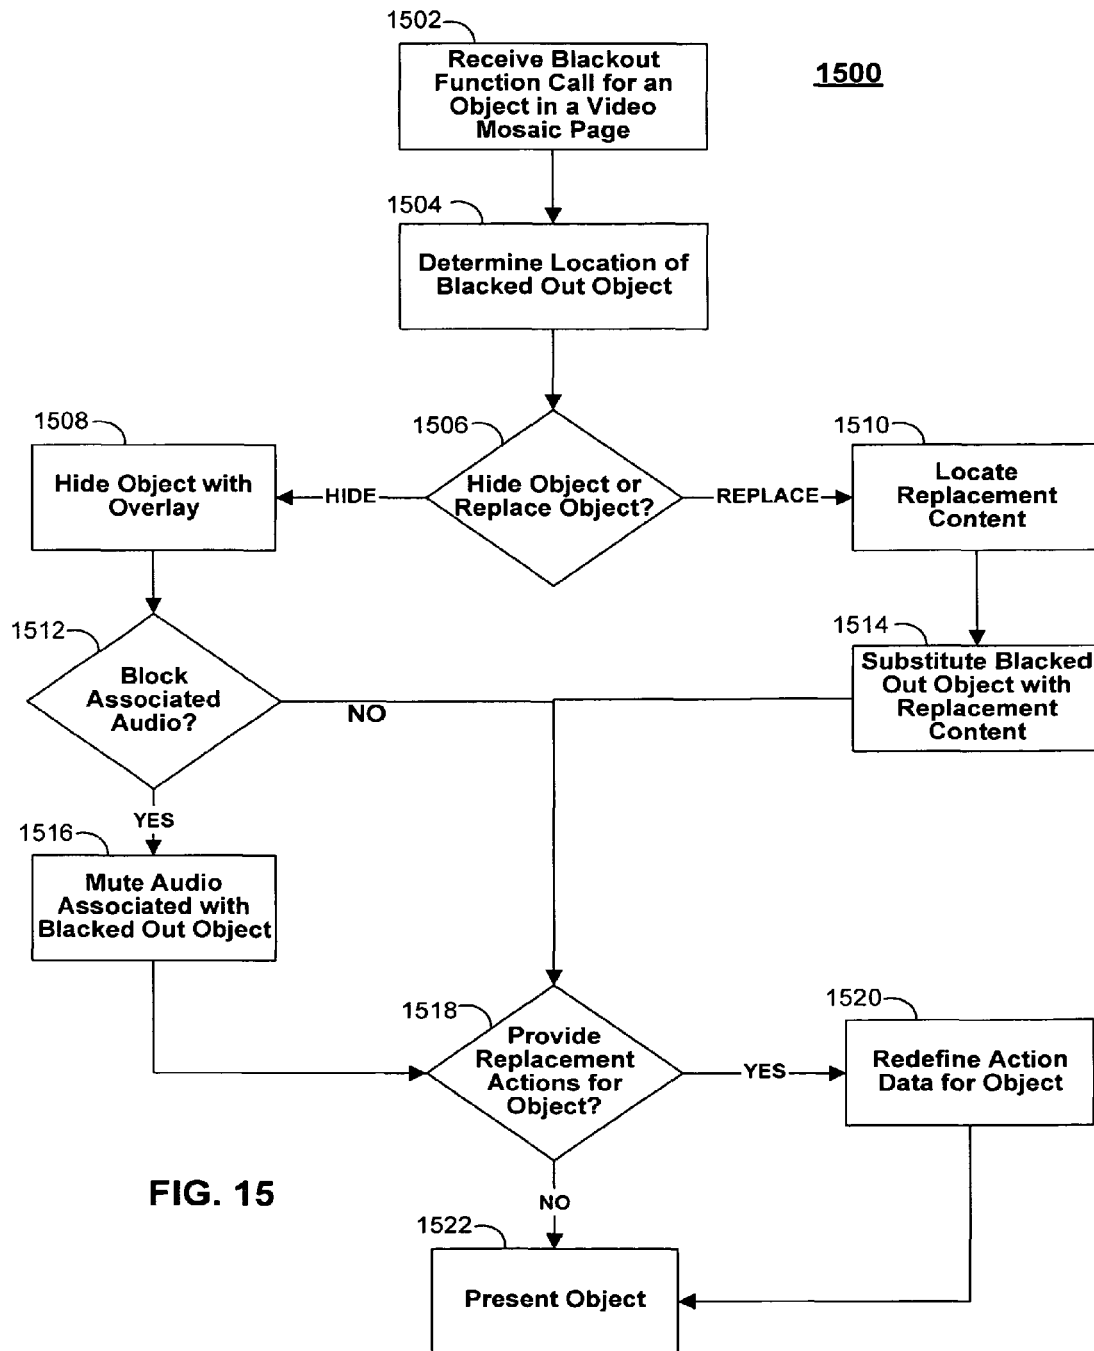 1502
Receive Blackout
Function Call for an
Object in a Video
Mosaic Page
1500
1504
Determine Location of
Blacked Out Object
1506
Hide Object or
Replace Object?
HIDE
REPLACE
1508
Hide Object with
Overlay
1510
Locate
Replacement
Content
1512
Block
Associated
Audio?
NO
YES
1514
Substitute Blacked
Out Object with
Replacement
Content
1516
Mute Audio
Associated with
Blacked Out Object
1518
Provide
Replacement
Actions for
Object?
YES
NO
1520
Redefine Action
Data for Object
FIG. 15
1522
Present Object